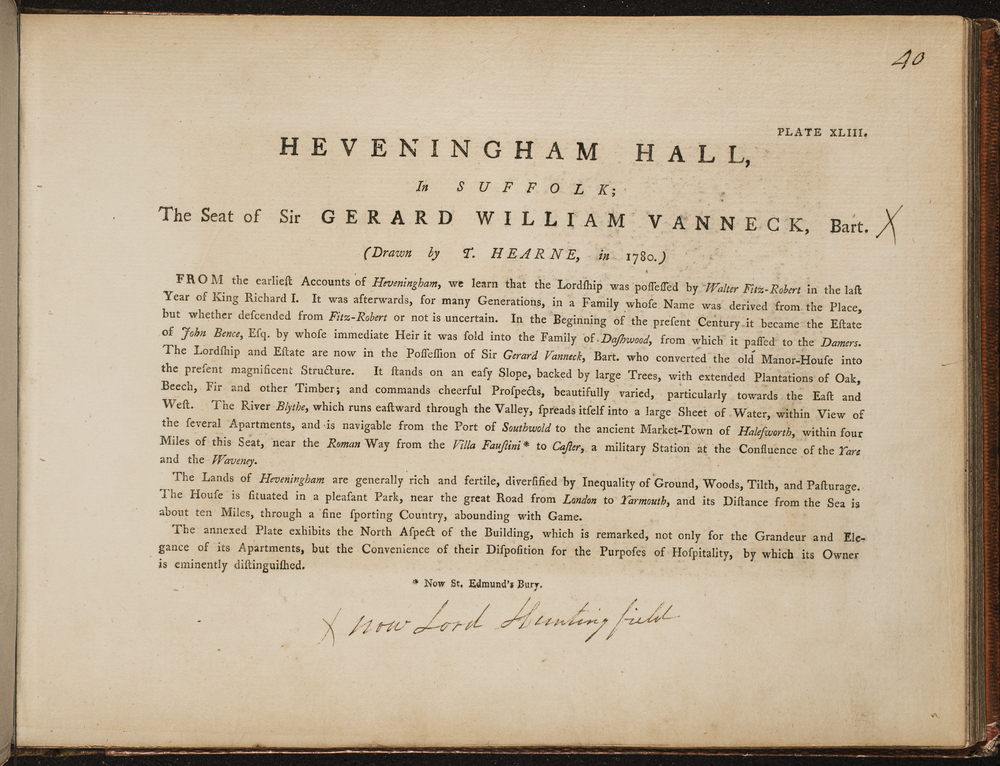 40
PLATE XLIII.
HEVENINGHAM HALL,
In SUFFOLK;
The Seat of Sir GERARD WILLIAM VANNECK, Bart. X
(Drawn by T. HEARNE, in 1780.)
FROM the earlieſt Accounts of Heveningham, we learn that the Lordſhip was poſſeſſed by Walter Fitz-Robert in the laſt
Year of King Richard I. It was afterwards, for many Generations, in a Family whoſe Name was derived from the Place,
but whether deſcended from Fitz-Robert or not is uncertain. In the Beginning of the preſent Century it became the Eſtate
of John Bence, Eſq. by whoſe immediate Heir it was ſold into the Family of Daſhwood, from which it paſſed to the Damers.
The Lordſhip and Eſtate are now in the Poſſeſſion of Sir Gerard Vanneck, Bart. who converted the old Manor-Houſe into
the preſent magnificent Structure. It ſtands on an eaſy Slope, backed by large Trees, with extended Plantations of Oak,
Beech, Fir and other Timber; and commands cheerful Proſpects, beautifully varied, particularly towards the Eaſt and
Weſt. The River Blythe, which runs eaſtward through the Valley, ſpreads itſelf into a large Sheet of Water, within View of
the ſeveral Apartments, and is navigable from the Port of Southwold to the ancient Market-Town of Haleſworth, within four
Miles of this Seat, near the Roman Way from the Villa Fauſtini* to Caſter, a military Station at the Confluence of the Yare
and the Waveney.
The Lands of Heveningham are generally rich and fertile, diverſified by Inequality of Ground, Woods, Tilth, and Paſturage.
The Houſe is ſituated in a pleaſant Park, near the great Road from London to Yarmouth, and its Diſtance from the Sea is
about ten Miles, through a fine ſporting Country, abounding with Game.
The annexed Plate exhibits the North Aſpect of the Building, which is remarked, not only for the Grandeur and Ele-
gance of its Apartments, but the Convenience of their Diſpoſition for the Purpoſes of Hoſpitality, by which its Owner
is eminently diſtinguiſhed.
* Now St. Edmund's Bury.
X now Lord Huntingfield